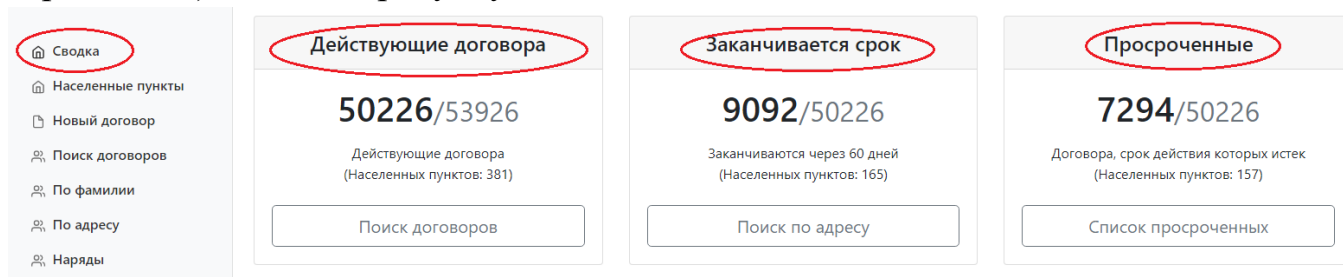 Сводка
Населенные пункты
Новый договор
Поиск договоров
По фамилии
По адресу
Наряды
Действующие договора
50226/53926
Действующие договора
(Населенных пунктов: 381)
Поиск договоров
Заканчивается срок
9092/50226
Заканчиваются через 60 дней
(Населенных пунктов: 165)
Поиск по адресу
Просроченные
7294/50226
Договора, срок действия которых истек
(Населенных пунктов: 157)
Список просроченных